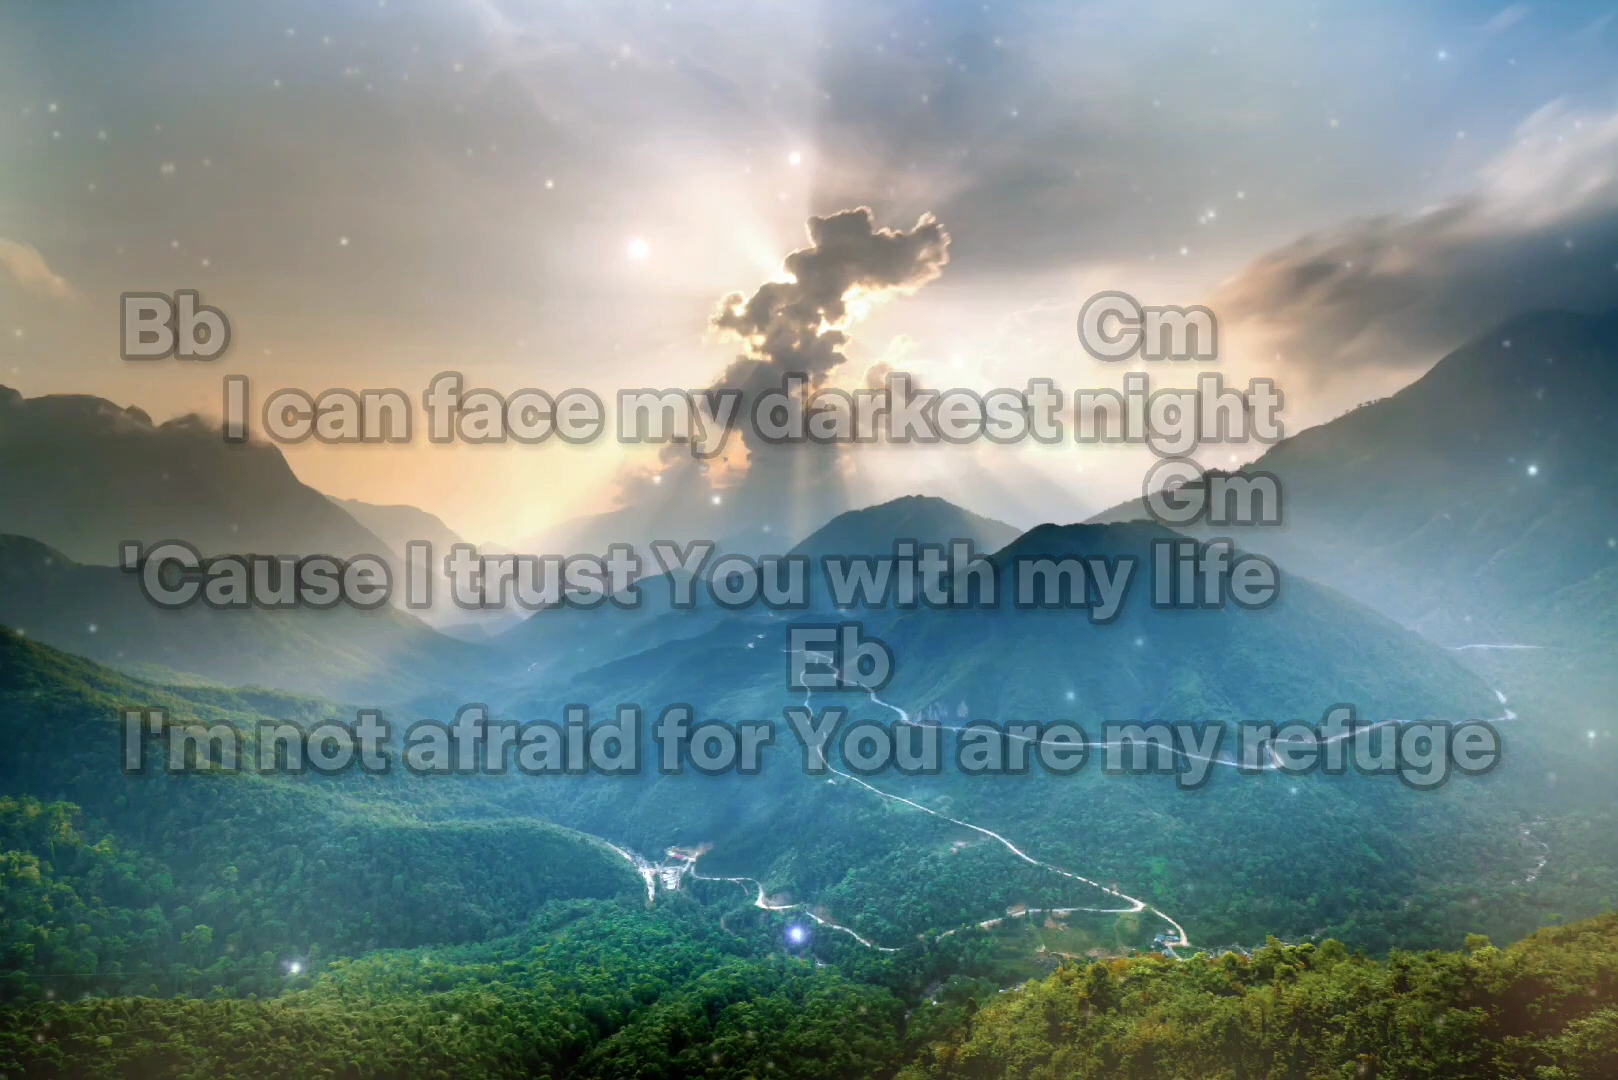 Bb Cm
I can face my darkest night
Gm
'Cause I trust You with my life
Eb
I'm not afraid for You are my refuge